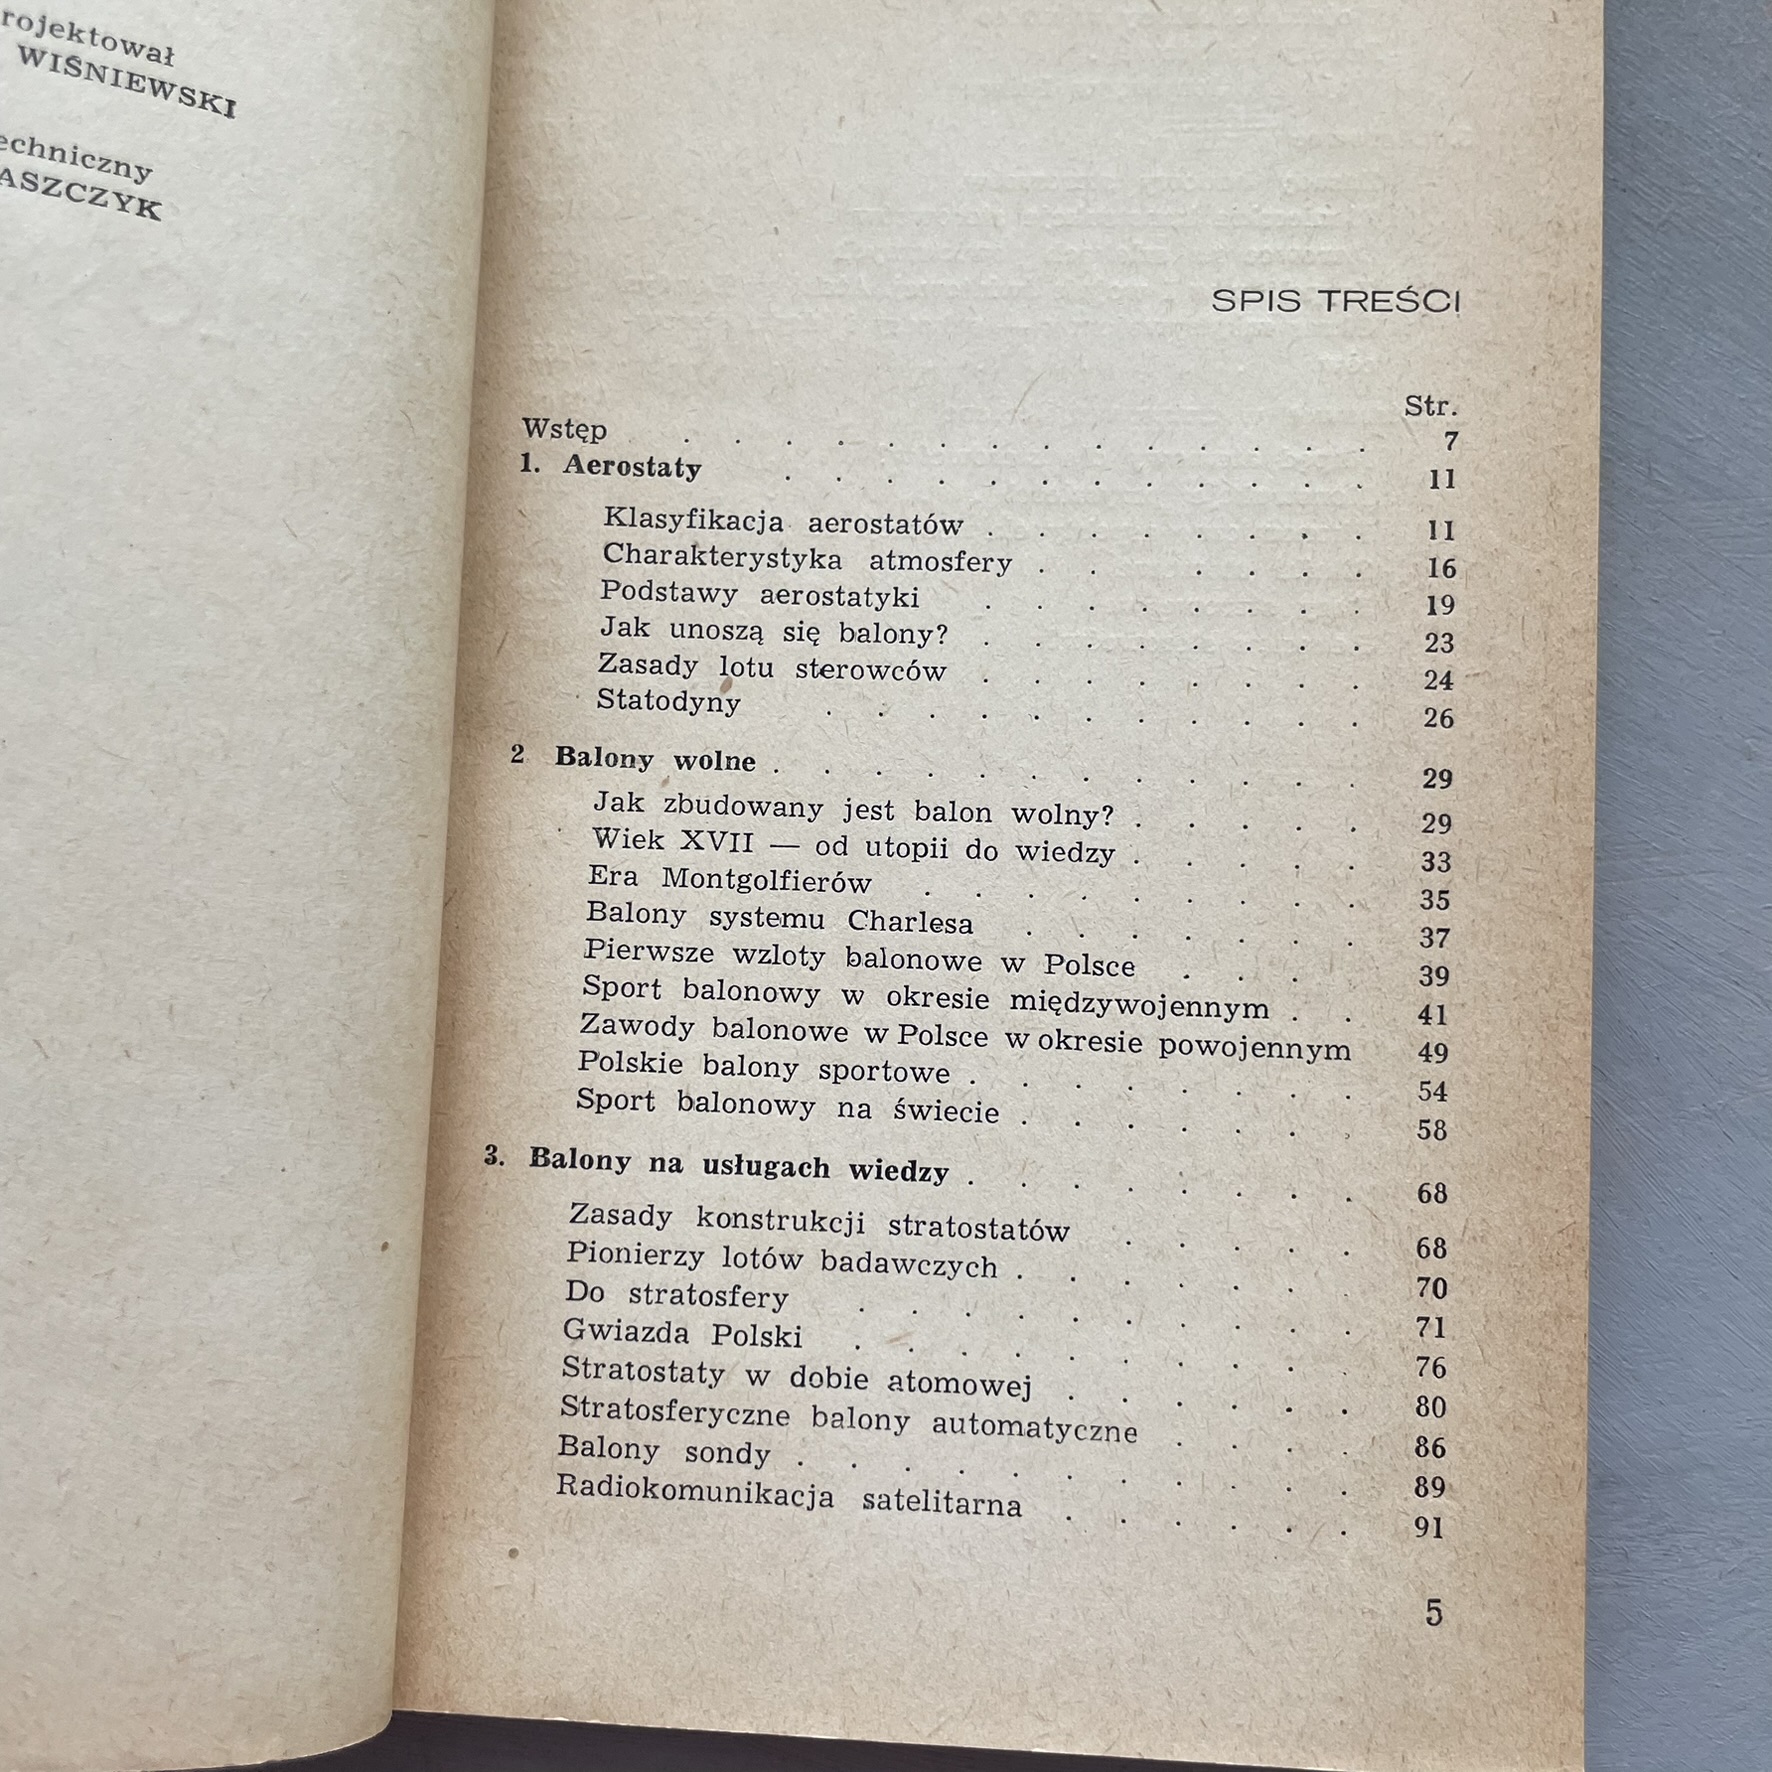 rojektował
WIŚNIEWSKI
echniczny
ASZCZYK
SPIS TREŚCI
Str.
Wstęp . . . . . . . . . . . . . . 7
1. Aerostaty . . . . . . . . . . . . 11
Klasyfikacja aerostatów . . . . . . . . 11
Charakterystyka atmosfery . . . . . . 16
Podstawy aerostatyki . . . . . . . . 19
Jak unoszą się balony? . . . . . . . . 23
Zasady lotu sterowców . . . . . . . . 24
Statodyny . . . . . . . . . . . 26
2 Balony wolne . . . . . . . . . . . . 29
Jak zbudowany jest balon wolny? . . . . . 29
Wiek XVII — od utopii do wiedzy . . . . . 33
Era Montgolfierów . . . . . . . . . 35
Balony systemu Charlesa . . . . . . . 37
Pierwsze wzloty balonowe w Polsce . . . 39
Sport balonowy w okresie międzywojennym . . 41
Zawody balonowe w Polsce w okresie powojennym 49
Polskie balony sportowe . . . . . . . . 54
Sport balonowy na świecie . . . . . . . 58
3. Balony na usługach wiedzy . . . . . . . . 68
Zasady konstrukcji stratostatów . . . . . 68
Pionierzy lotów badawczych . . . . . . . 70
Do stratosfery . . . . . . . . . . 71
Gwiazda Polski . . . . . . . . . 76
Stratostaty w dobie atomowej . . . . . . 80
Stratosferyczne balony automatyczne . . . . 86
Balony sondy . . . . . . . . . . . 89
Radiokomunikacja satelitarna . . . . . . 91
5